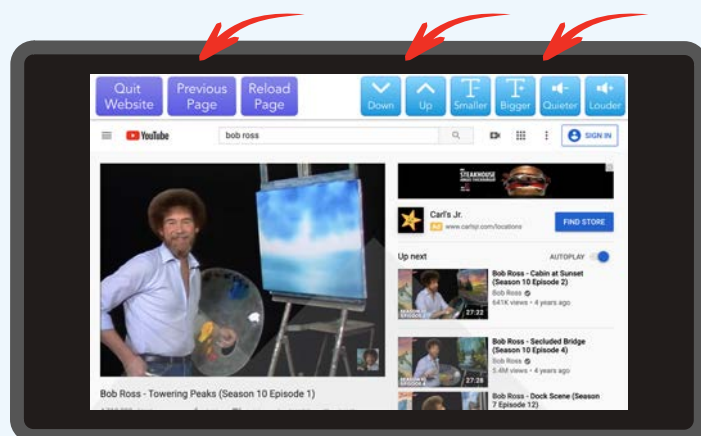 Quit Website
Previous Page
Reload Page
Down
Up
Smaller
Bigger
Quieter
Louder
YouTube
bob ross
SIGN IN
STEAKHOUSE
Carl's Jr.
Ad www.carlsjr.com/locations
FIND STORE
Up next
AUTOPLAY
Bob Ross - Cabin at Sunset
(Season 10 Episode 2)
Bob Ross
641K views • 4 years ago
27:22
Bob Ross - Secluded Bridge
(Season 10 Episode 4)
Bob Ross
5.4M views • 4 years ago
27:28
Bob Ross - Towering Peaks (Season 10 Episode 1)
Bob Ross - Dock Scene (Season
7 Episode 12)